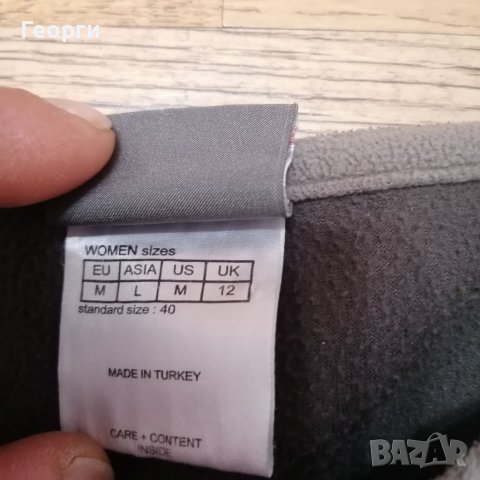 Георги
WOMEN sizes
EU ASIA US UK
M L M 12
standard size : 40
MADE IN TURKEY
CARE + CONTENT
INSIDE
BAZAR